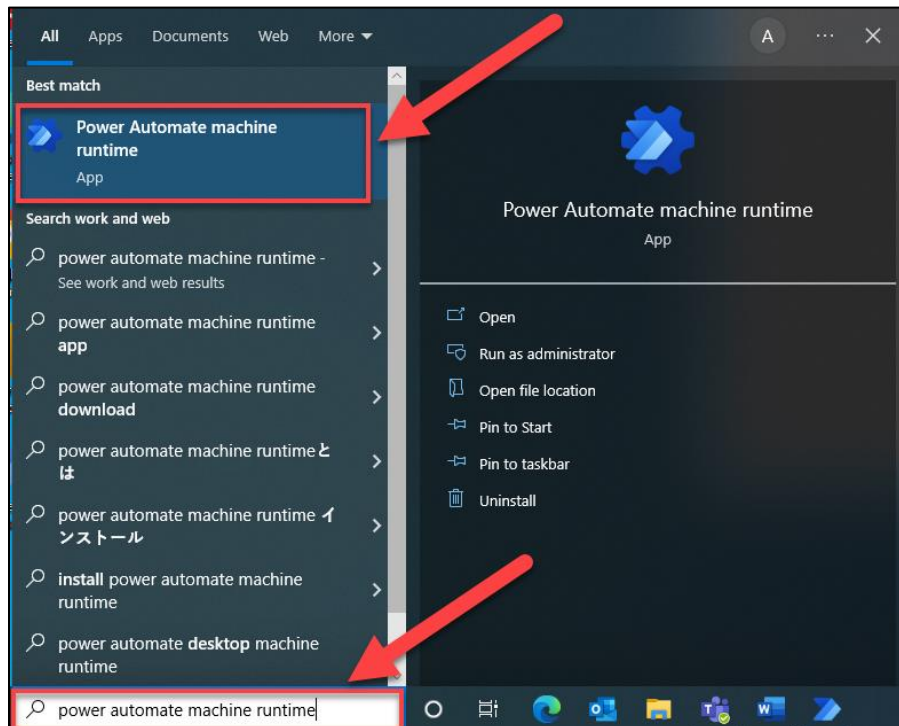 All Apps Documents Web More
A
Best match
Power Automate machine
runtime
App
Search work and web
power automate machine runtime -
See work and web results
power automate machine runtime
app
power automate machine runtime
download
power automate machine runtimeと
は
power automate machine runtime イ
ンストール
install power automate machine
runtime
power automate desktop machine
runtime
power automate machine runtime
Power Automate machine runtime
App
Open
Run as administrator
Open file location
Pin to Start
Pin to taskbar
Uninstall